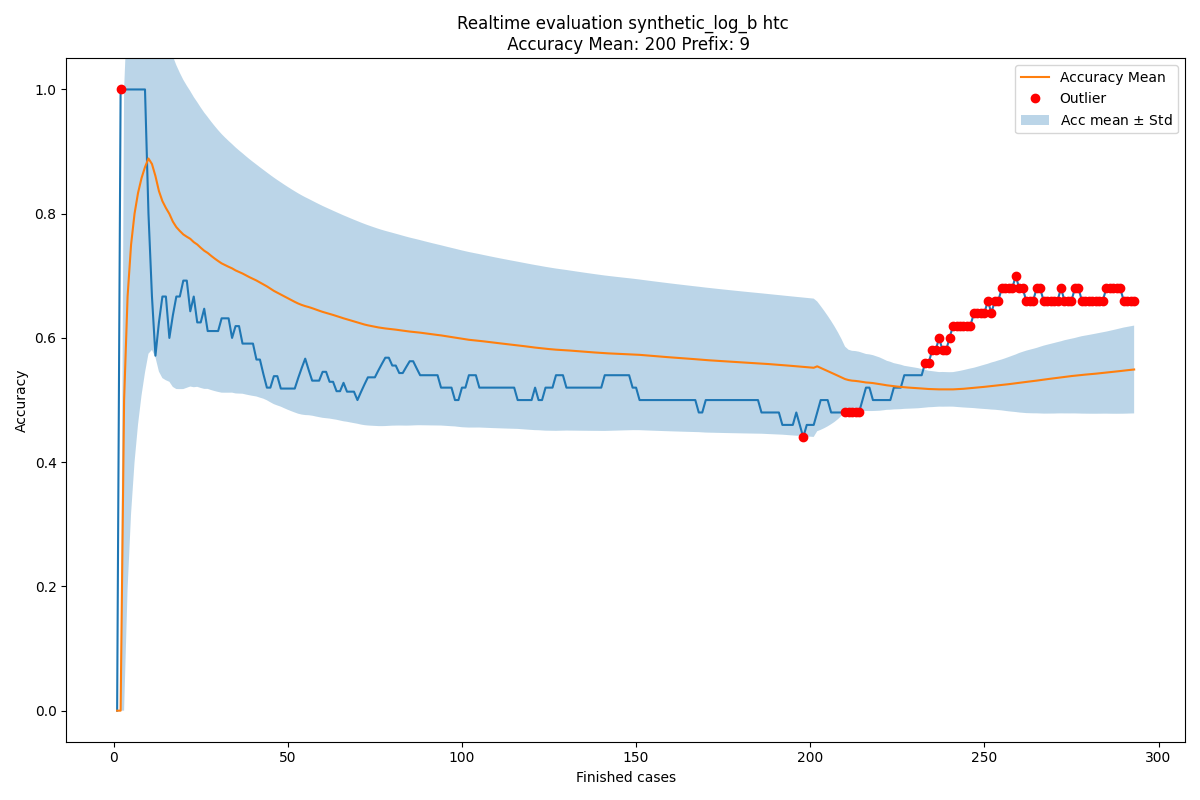 Realtime evaluation synthetic_log_b htc
Accuracy Mean: 200 Prefix: 9
Accuracy Mean
Outlier
Acc mean ± Std
Accuracy
1.0
0.8
0.6
0.4
0.2
0.0
0 50 100 150 200 250 300
Finished cases